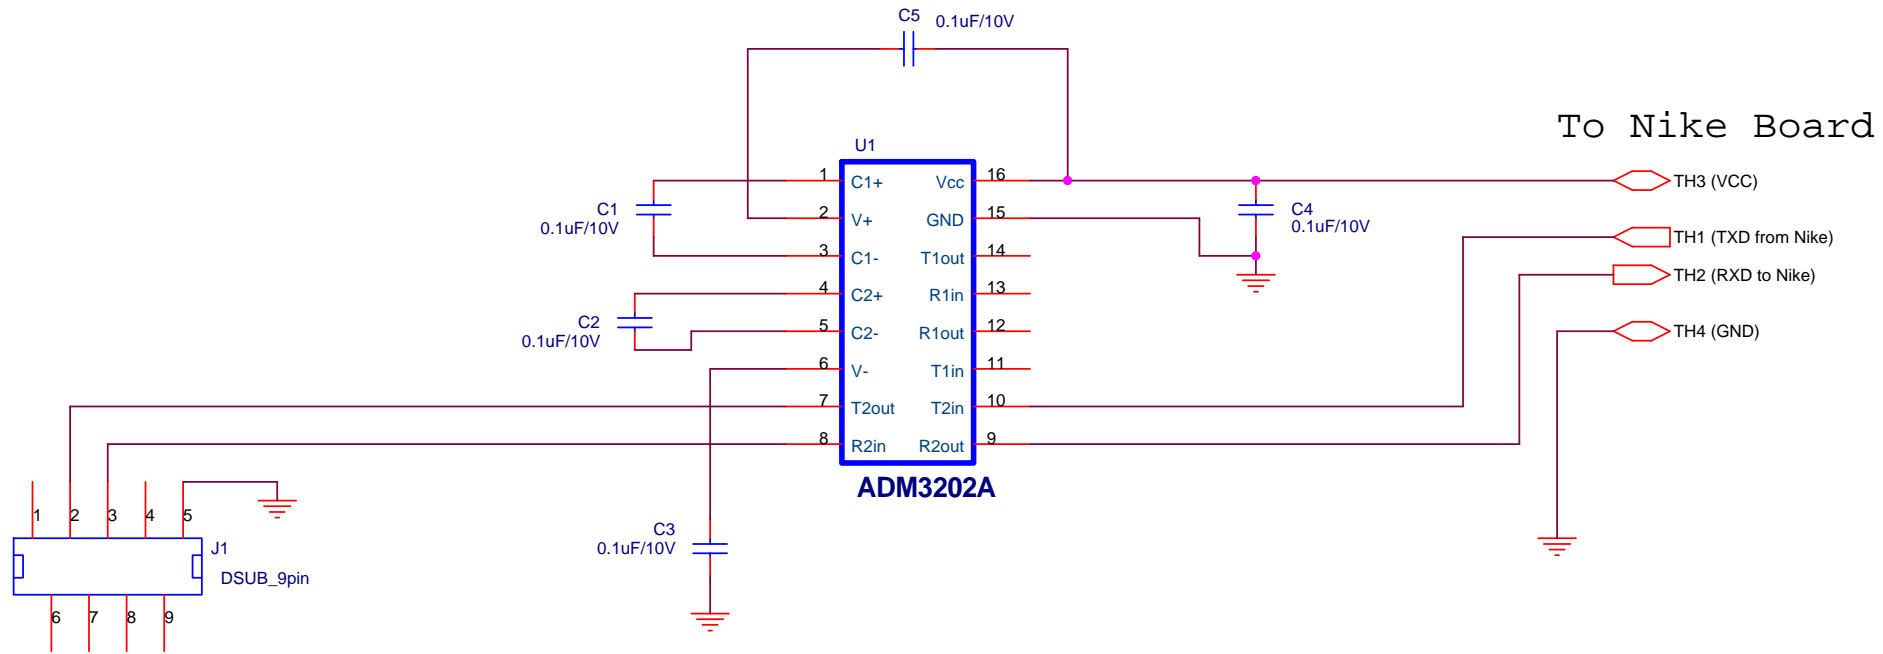 C5 0.1uF/10V
To Nike Board
U1
1 C1+ Vcc 16
TH3 (VCC)
C1
0.1uF/10V
2 V+ GND 15
C4
0.1uF/10V
TH1 (TXD from Nike)
3 C1- T1out 14
TH2 (RXD to Nike)
4 C2+ R1in 13
C2
0.1uF/10V
5 C2- R1out 12
TH4 (GND)
6 V- T1in 11
7 T2out T2in 10
8 R2in R2out 9
ADM3202A
1 2 3 4 5
C3
0.1uF/10V
J1
DSUB_9pin
6 7 8 9